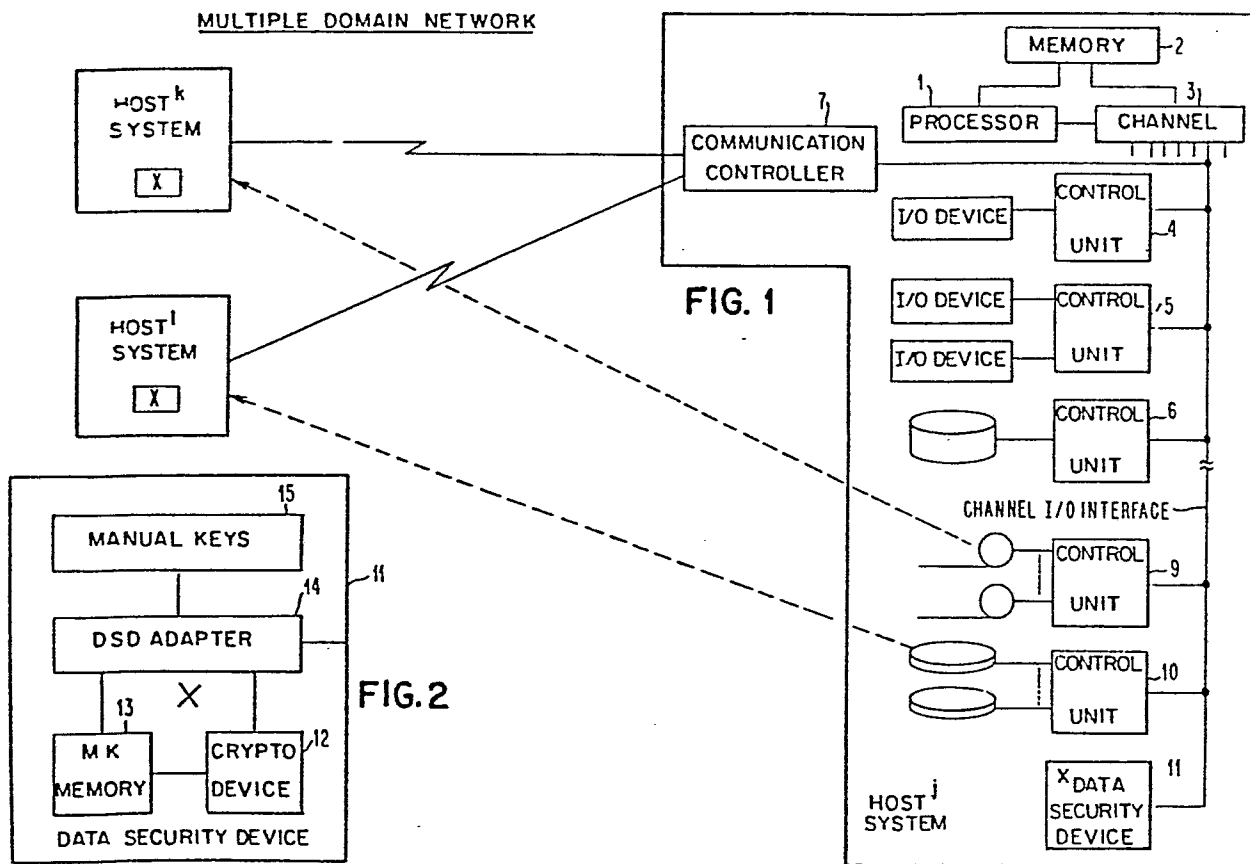 MULTIPLE DOMAIN NETWORK
HOST k
SYSTEM
X
HOST l
SYSTEM
X
MEMORY
2
1
PROCESSOR
3
CHANNEL
7
COMMUNICATION
CONTROLLER
I/O DEVICE
CONTROL
UNIT
4
FIG. 1
I/O DEVICE
I/O DEVICE
CONTROL
UNIT
5
CONTROL
UNIT
6
CHANNEL I/O INTERFACE
CONTROL
UNIT
9
CONTROL
UNIT
10
X DATA
SECURITY
DEVICE
11
HOST j
SYSTEM
15
MANUAL KEYS
11
14
DSD ADAPTER
X
FIG. 2
13
MK
MEMORY
12
CRYPTO
DEVICE
DATA SECURITY DEVICE